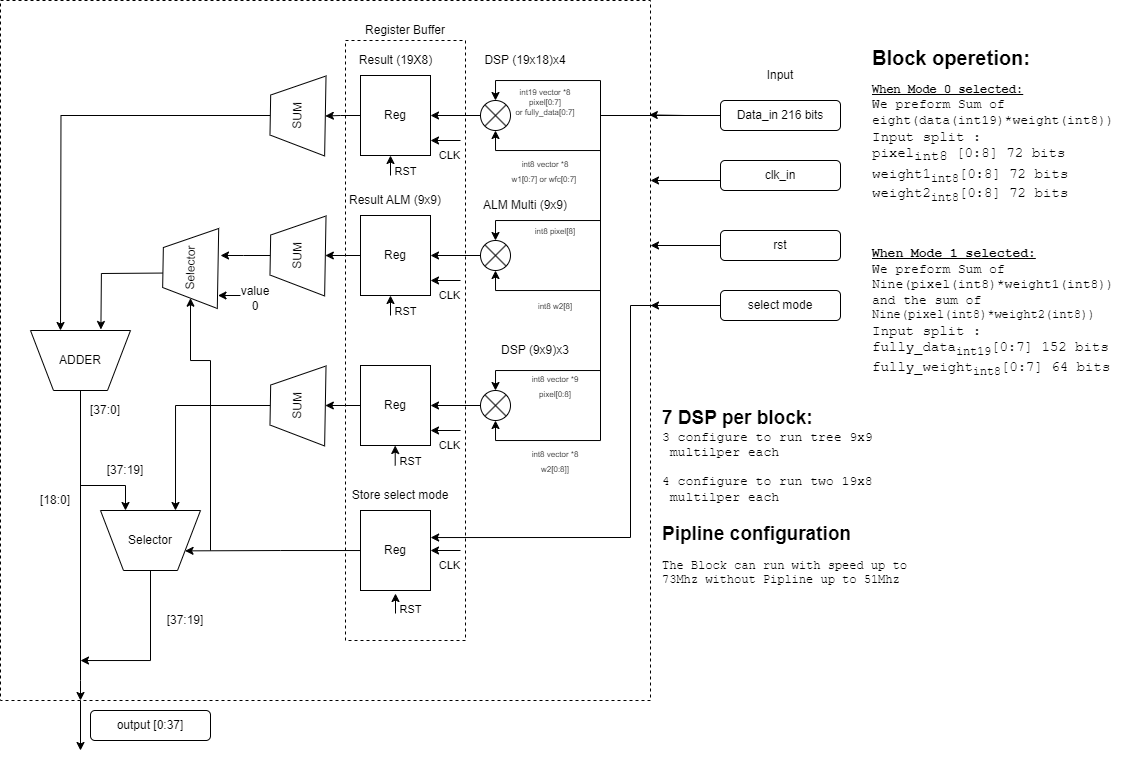 Register Buffer
Result (19X8)
DSP (19x18)x4
SUM
Reg
int19 vector *8
pixel[0:7]
or fully_data[0:7]
CLK
RST
int8 vector *8
w1[0:7] or wfc[0:7]
Result ALM (9x9)
ALM Multi (9x9)
Selector
SUM
Reg
int8 pixel[8]
value
0
CLK
RST
int8 w2[8]
ADDER
DSP (9x9)x3
SUM
Reg
int8 vector *9
pixel[0:8]
[37:0]
CLK
RST
int8 vector *8
w2[0:8]]
[37:19]
[18:0]
Store select mode
Selector
Reg
CLK
RST
[37:19]
output [0:37]
Input
Data_in 216 bits
clk_in
rst
select mode
Block operetion:
When Mode 0 selected:
We preform Sum of
eight(data(int19)*weight(int8))
Input split :
pixelint8 [0:8] 72 bits
weight1int8[0:8] 72 bits
weight2int8[0:8] 72 bits
When Mode 1 selected:
We preform Sum of
Nine(pixel(int8)*weight1(int8))
and the sum of
Nine(pixel(int8)*weight2(int8))
Input split :
fully_dataint19[0:7] 152 bits
fully_weightint8[0:7] 64 bits
7 DSP per block:
3 configure to run tree 9x9
multilper each
4 configure to run two 19x8
multilper each
Pipline configuration
The Block can run with speed up to
73Mhz without Pipline up to 51Mhz